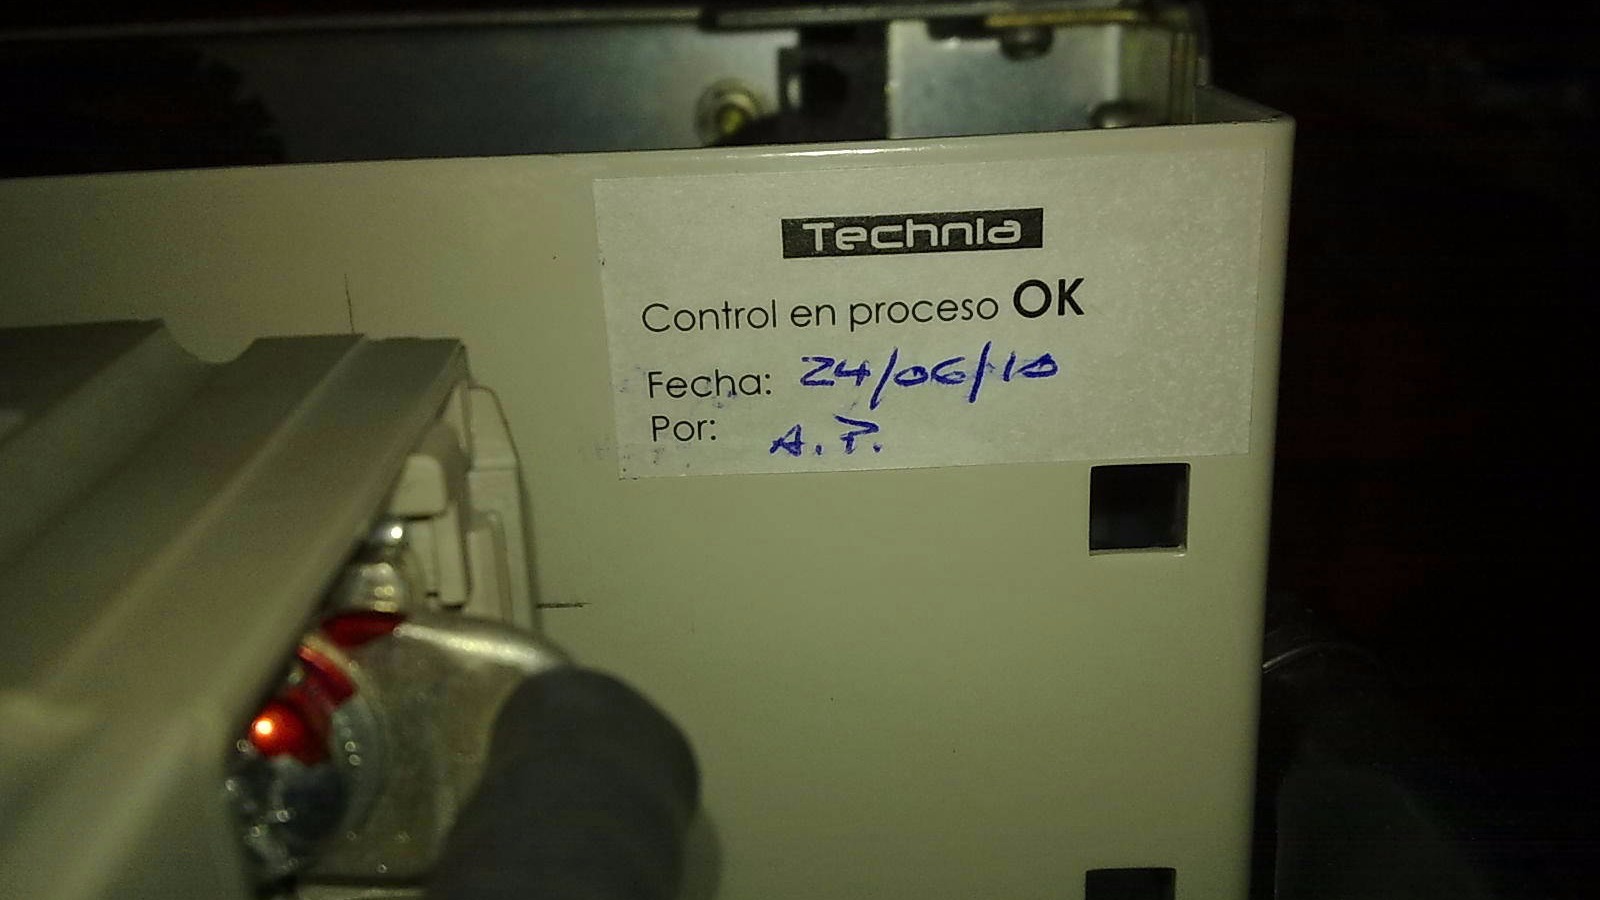 Technia
Control en proceso OK
Fecha: 24/06/10
Por: A.P.